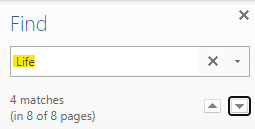 Find
Life
4 matches
(in 8 of 8 pages)